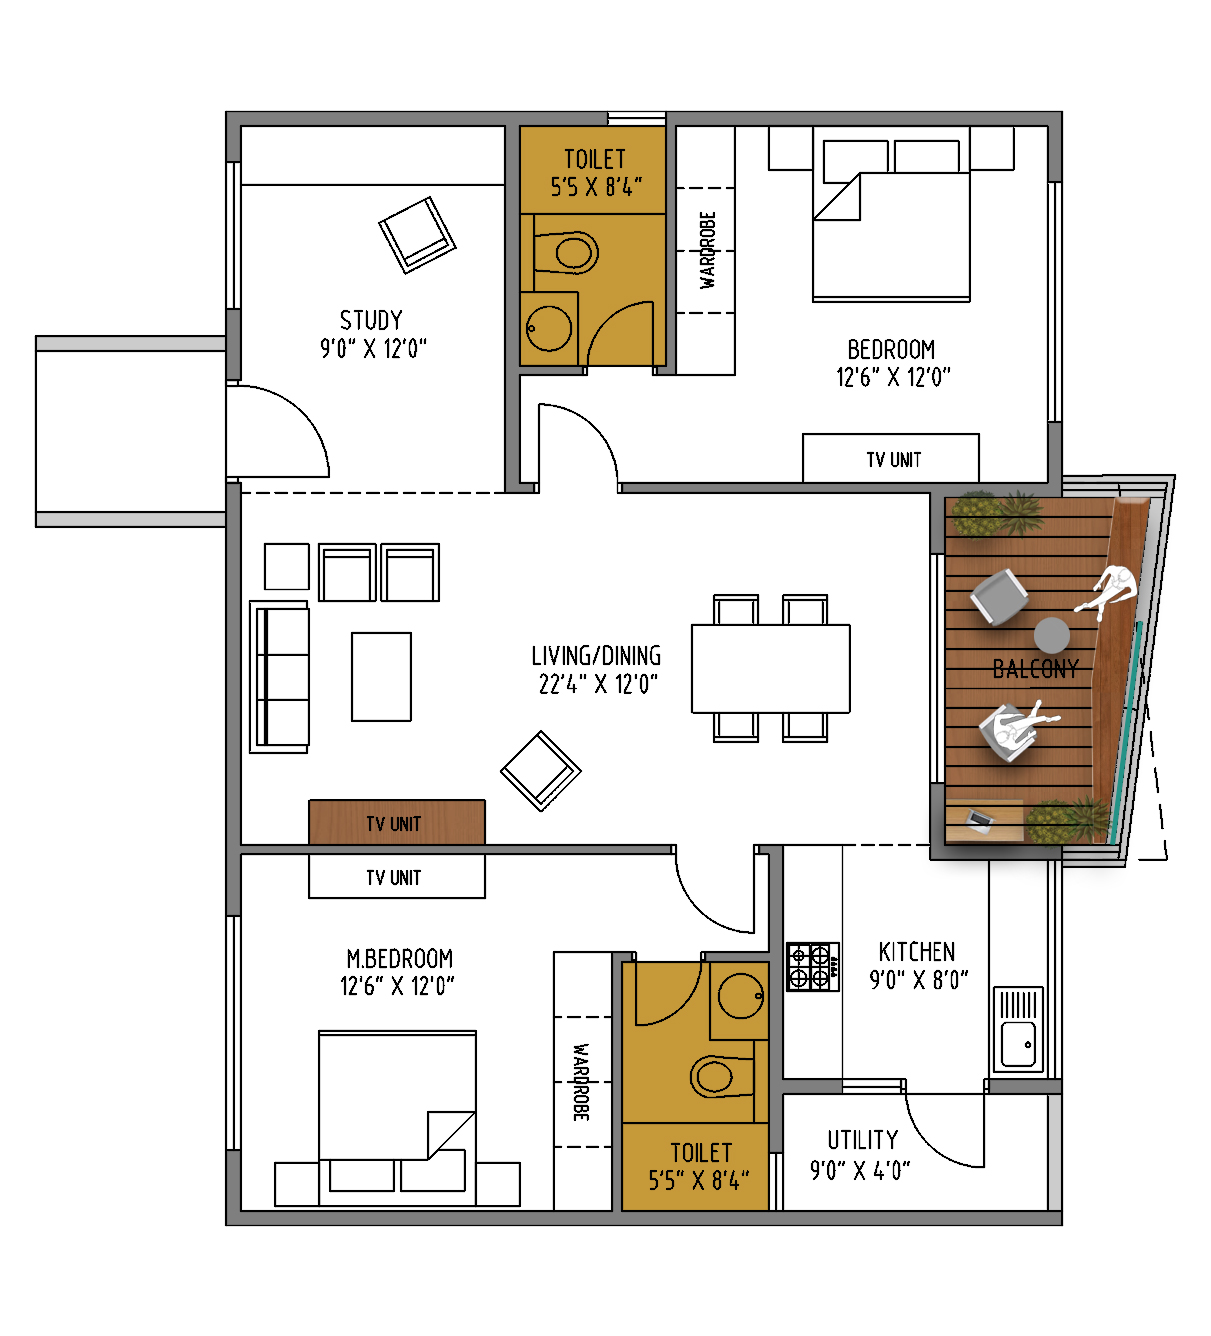 TOILET
5'5 X 8'4"
WARDROBE
STUDY
9'0" X 12'0"
BEDROOM
12'6" X 12'0"
TV UNIT
LIVING/DINING
22'4" X 12'0"
BALCONY
TV UNIT
TV UNIT
M.BEDROOM
12'6" X 12'0"
KITCHEN
9'0" X 8'0"
WARDROBE
TOILET
5'5" X 8'4"
UTILITY
9'0" X 4'0"